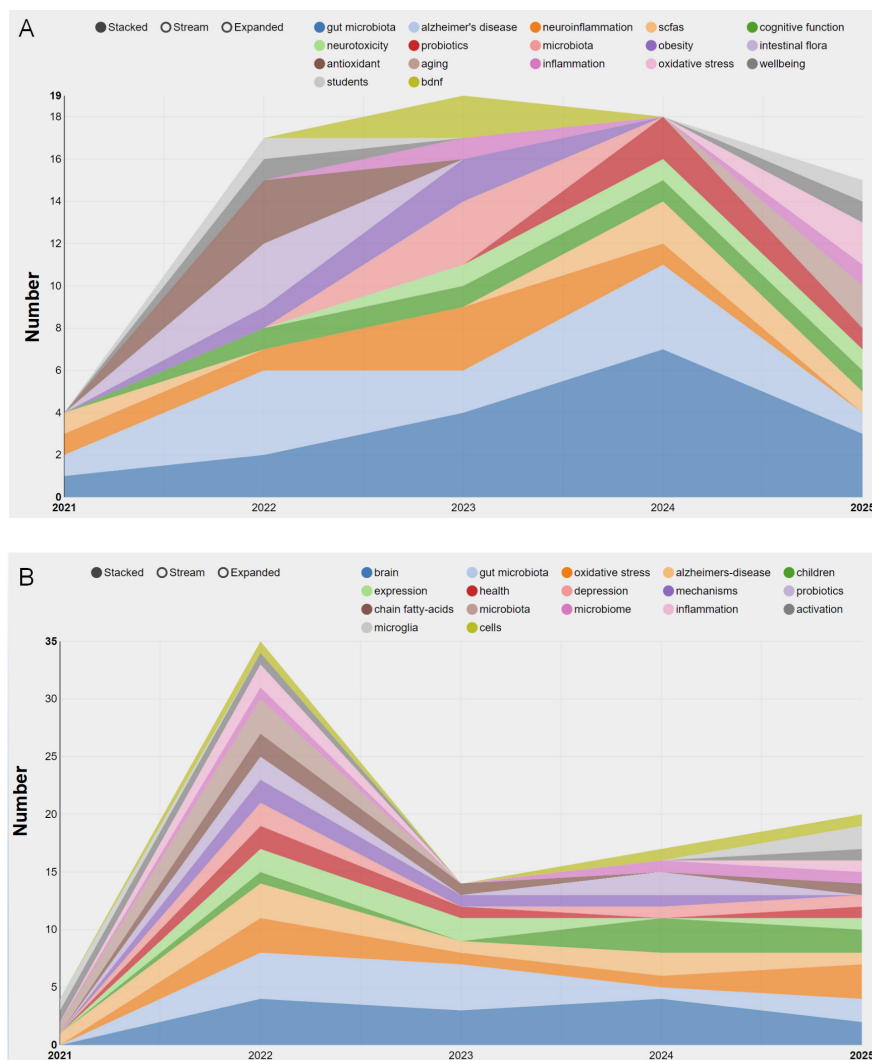 A
Stacked Stream Expanded
gut microbiota alzheimer's disease neuroinflammation scfas cognitive function
neurotoxicity probiotics microbiota obesity intestinal flora
antioxidant aging inflammation oxidative stress wellbeing
students bdnf
19
18
16
14
12
10
8
6
4
2
0
Number
2021 2022 2023 2024 2025
B
Stacked Stream Expanded
brain gut microbiota oxidative stress alzheimers-disease children
expression health depression mechanisms probiotics
chain fatty-acids microbiota microbiome inflammation activation
microglia cells
35
30
25
20
15
10
5
0
Number
2021 2022 2023 2024 2025